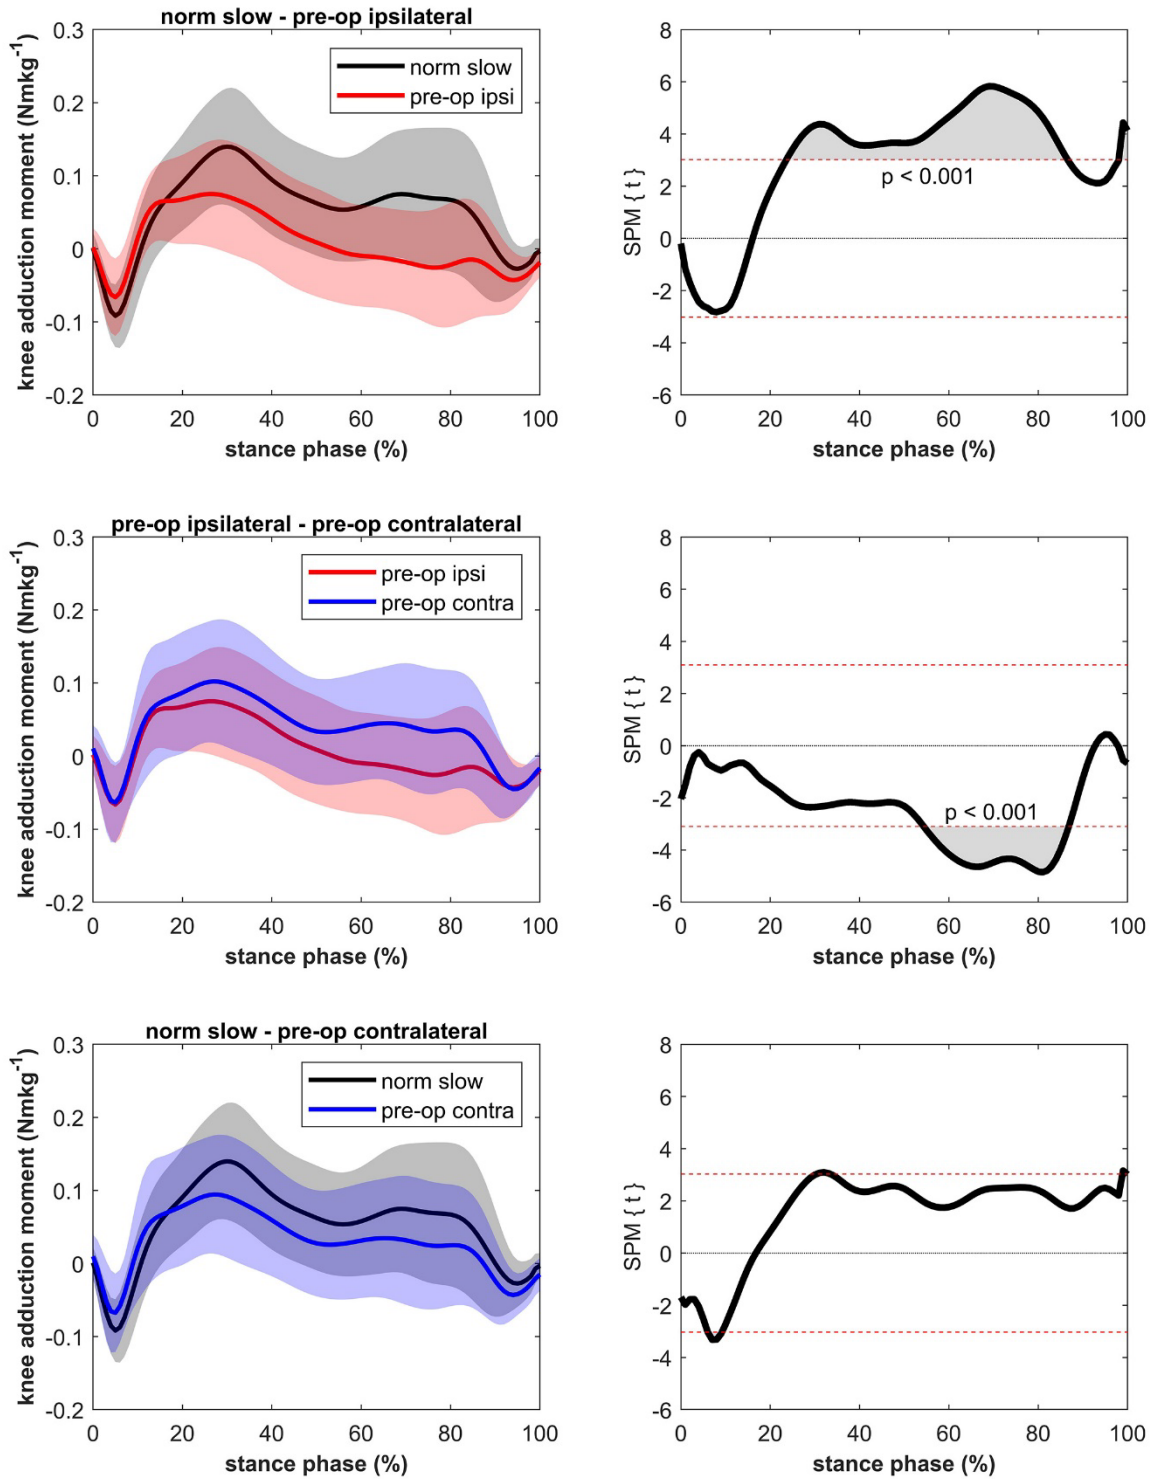 norm slow - pre-op ipsilateral
knee adduction moment (Nmkg⁻¹)
0.3
0.2
0.1
0
-0.1
-0.2
norm slow
pre-op ipsi
0 20 40 60 80 100
stance phase (%)
SPM { t }
8
6
4
2
0
-2
-4
-6
p < 0.001
0 20 40 60 80 100
stance phase (%)
pre-op ipsilateral - pre-op contralateral
knee adduction moment (Nmkg⁻¹)
0.3
0.2
0.1
0
-0.1
-0.2
pre-op ipsi
pre-op contra
0 20 40 60 80 100
stance phase (%)
SPM { t }
8
6
4
2
0
-2
-4
-6
p < 0.001
0 20 40 60 80 100
stance phase (%)
norm slow - pre-op contralateral
knee adduction moment (Nmkg⁻¹)
0.3
0.2
0.1
0
-0.1
-0.2
norm slow
pre-op contra
0 20 40 60 80 100
stance phase (%)
SPM { t }
8
6
4
2
0
-2
-4
-6
0 20 40 60 80 100
stance phase (%)